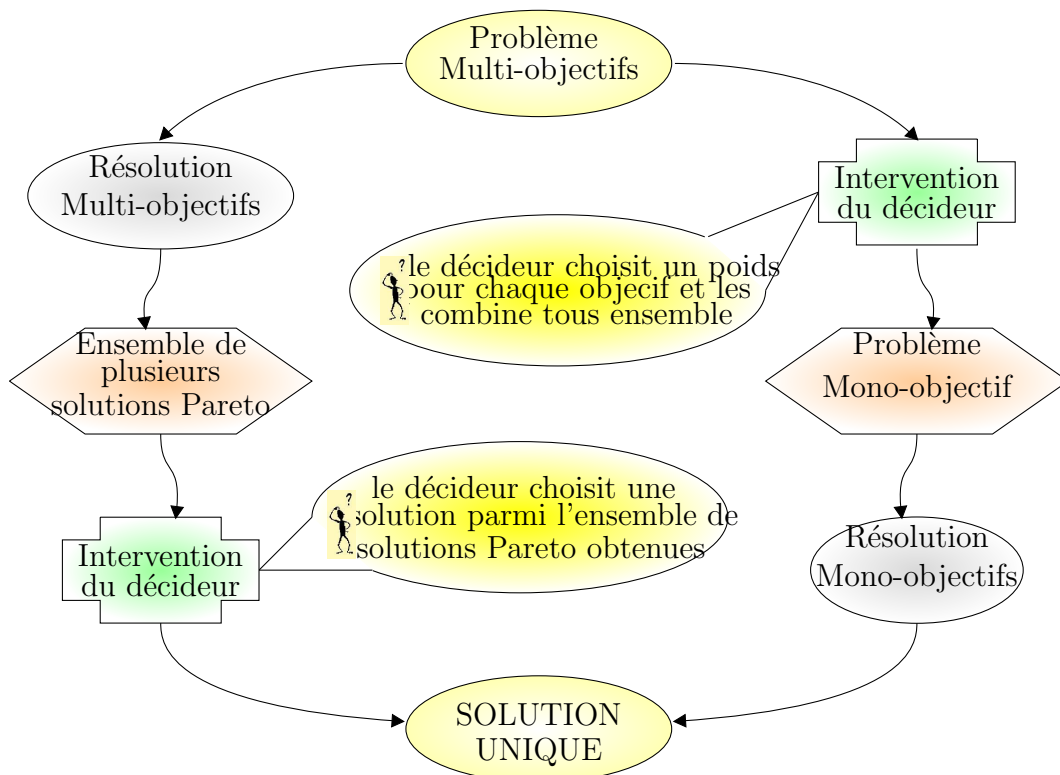 Problème
Multi-objectifs
Résolution
Multi-objectifs
Intervention
du décideur
le décideur choisit un poids
pour chaque objecif et les
combine tous ensemble
Ensemble de
plusieurs
solutions Pareto
Problème
Mono-objectif
le décideur choisit une
solution parmi l'ensemble de
solutions Pareto obtenues
Intervention
du décideur
Résolution
Mono-objectifs
SOLUTION
UNIQUE